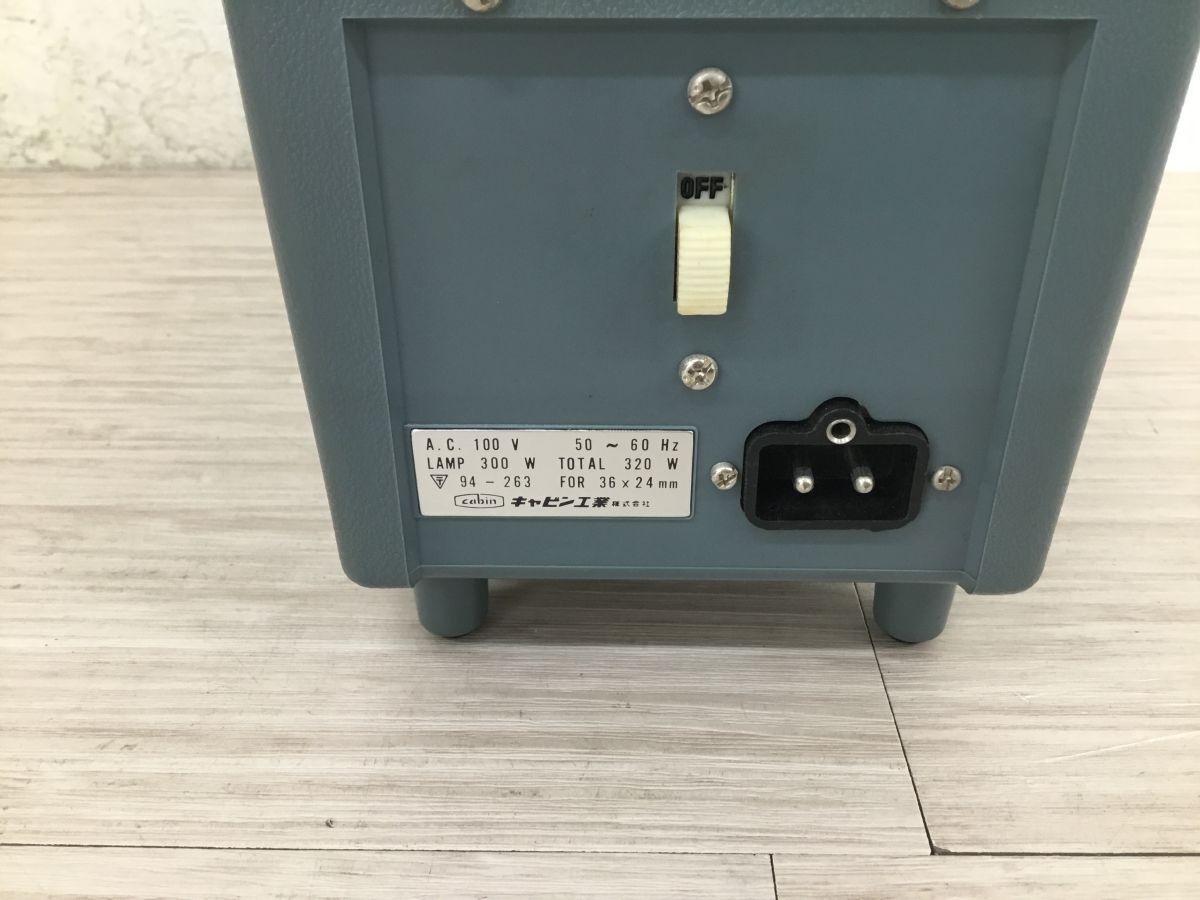 OFF
A.C. 100 V 50 ~ 60 Hz
LAMP 300 W TOTAL 320 W
〒 94 - 263 FOR 36 x 24 mm
cabin キャビン工業株式会社